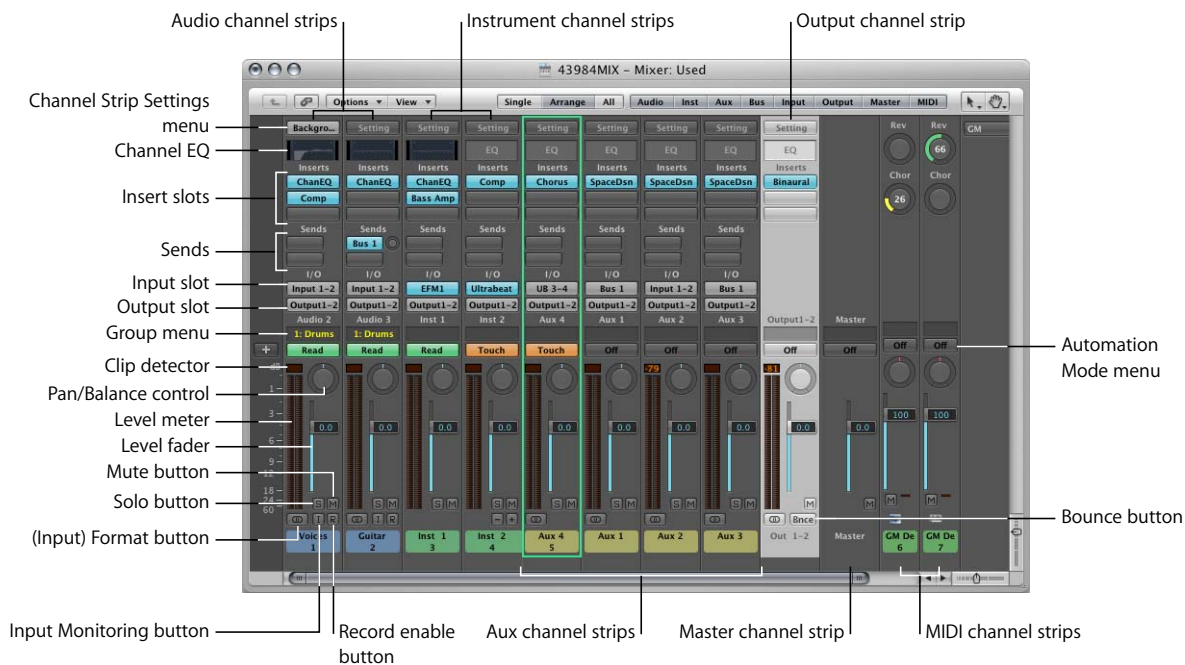 Audio channel strips
Instrument channel strips
Output channel strip
43984MIX – Mixer: Used
Channel Strip Settings
menu
Options View Single Arrange All Audio Inst Aux Bus Input Output Master MIDI
Backgro... Setting Setting Setting Setting Setting Setting Setting Setting Rev Rev GM
Channel EQ
EQ EQ EQ EQ EQ EQ 66
Inserts Inserts Inserts Inserts Inserts Inserts Inserts Inserts Inserts Chor Chor
ChanEQ ChanEQ ChanEQ Comp Chorus SpaceDsn SpaceDsn SpaceDsn Binaural
Insert slots
Comp Bass Amp 26
Sends Sends Sends Sends Sends Sends Sends Sends
Sends
Bus 1
I/O I/O I/O I/O I/O I/O I/O I/O
Input slot
Input 1-2 Input 1-2 EFM1 Ultrabeat UB 3-4 Bus 1 Input 1-2 Bus 1
Output slot
Output1-2 Output1-2 Output1-2 Output1-2 Output1-2 Output1-2 Output1-2 Output1-2
Audio 2 Audio 3 Inst 1 Inst 2 Aux 4 Aux 1 Aux 2 Aux 3 Output1-2 Master
Group menu
1: Drums 1: Drums
+ Read Read Read Touch Touch Off Off Off Off Off Off Off
Automation
Mode menu
Clip detector
dB -79 -81
Pan/Balance control
1
Level meter
3 100 100
0.0 0.0 0.0 0.0 0.0 0.0 0.0 0.0 0.0 0.0
Level fader
6
9
Mute button
12
18
Solo button
24 S M S M S M S M S M S M S M S M M M M M
60
(Input) Format button
I R I R - + Bnce
Bounce button
Voices Guitar Inst 1 Inst 2 Aux 4 Aux 1 Aux 2 Aux 3 Out 1-2 Master GM De GM De
1 2 3 4 5 6 7
Input Monitoring button
Record enable
button
Aux channel strips
Master channel strip
MIDI channel strips